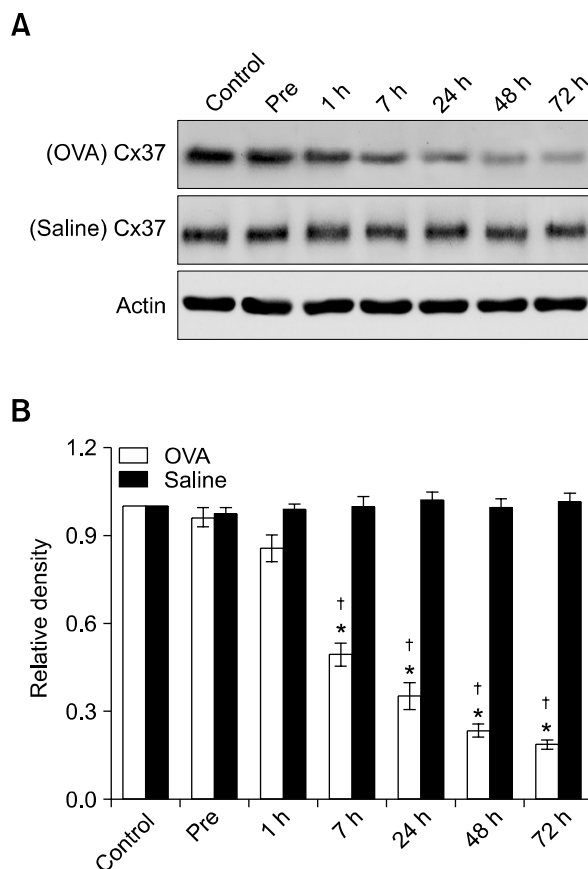 A
Control Pre 1 h 7 h 24 h 48 h 72 h
(OVA) Cx37
(Saline) Cx37
Actin
B
OVA
Saline
Relative density
1.2
0.9
0.6
0.3
0.0
† † † †
* * * *
Control Pre 1 h 7 h 24 h 48 h 72 h